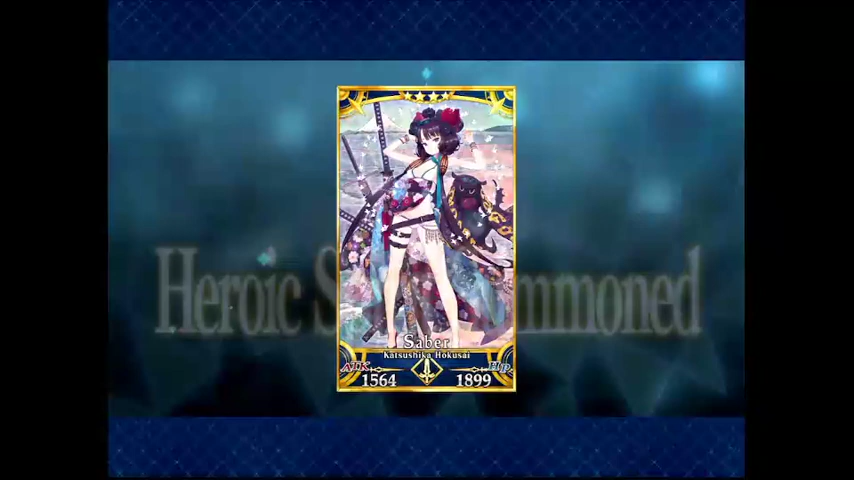 Heroic S mmoned
Saber
Katsushika Hokusai
ATK HP
1564 1899